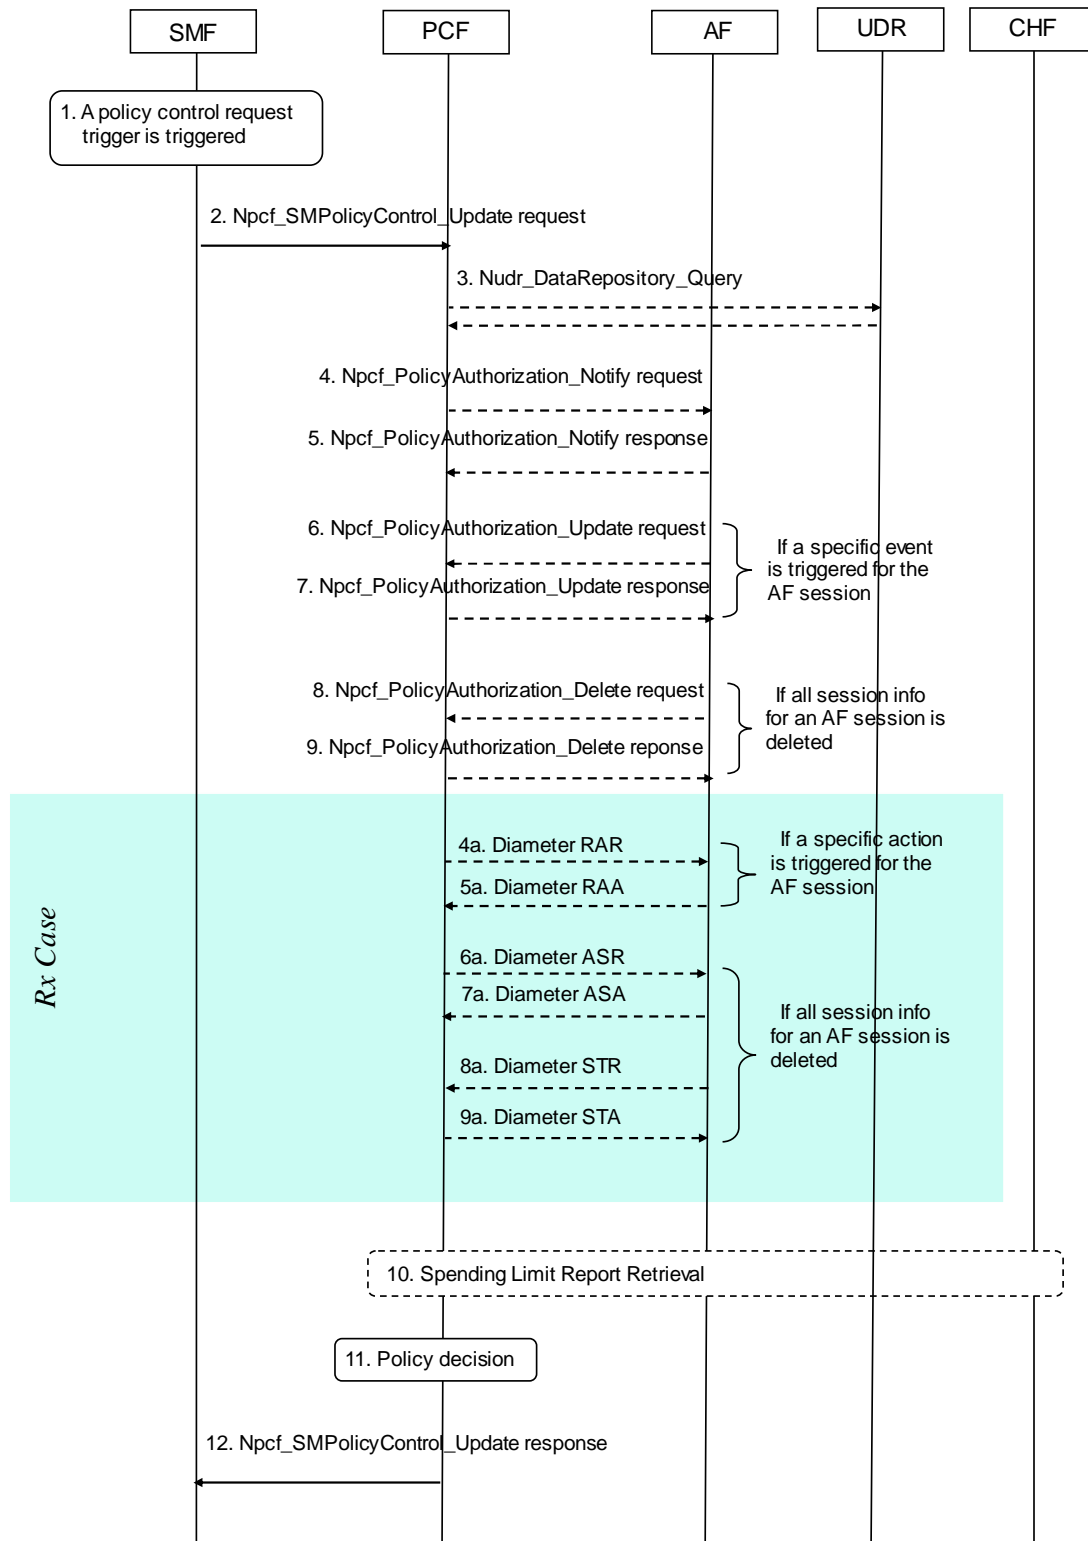 SMF
PCF
AF
UDR
CHF
1. A policy control request
trigger is triggered
2. Npcf_SMPolicyControl_Update request
3. Nudr_DataRepository_Query
4. Npcf_PolicyAuthorization_Notify request
5. Npcf_PolicyAuthorization_Notify response
6. Npcf_PolicyAuthorization_Update request
7. Npcf_PolicyAuthorization_Update response
If a specific event
is triggered for the
AF session
8. Npcf_PolicyAuthorization_Delete request
9. Npcf_PolicyAuthorization_Delete reponse
If all session info
for an AF session is
deleted
Rx Case
4a. Diameter RAR
5a. Diameter RAA
If a specific action
is triggered for the
AF session
6a. Diameter ASR
7a. Diameter ASA
8a. Diameter STR
9a. Diameter STA
If all session info
for an AF session is
deleted
10. Spending Limit Report Retrieval
11. Policy decision
12. Npcf_SMPolicyControl_Update response